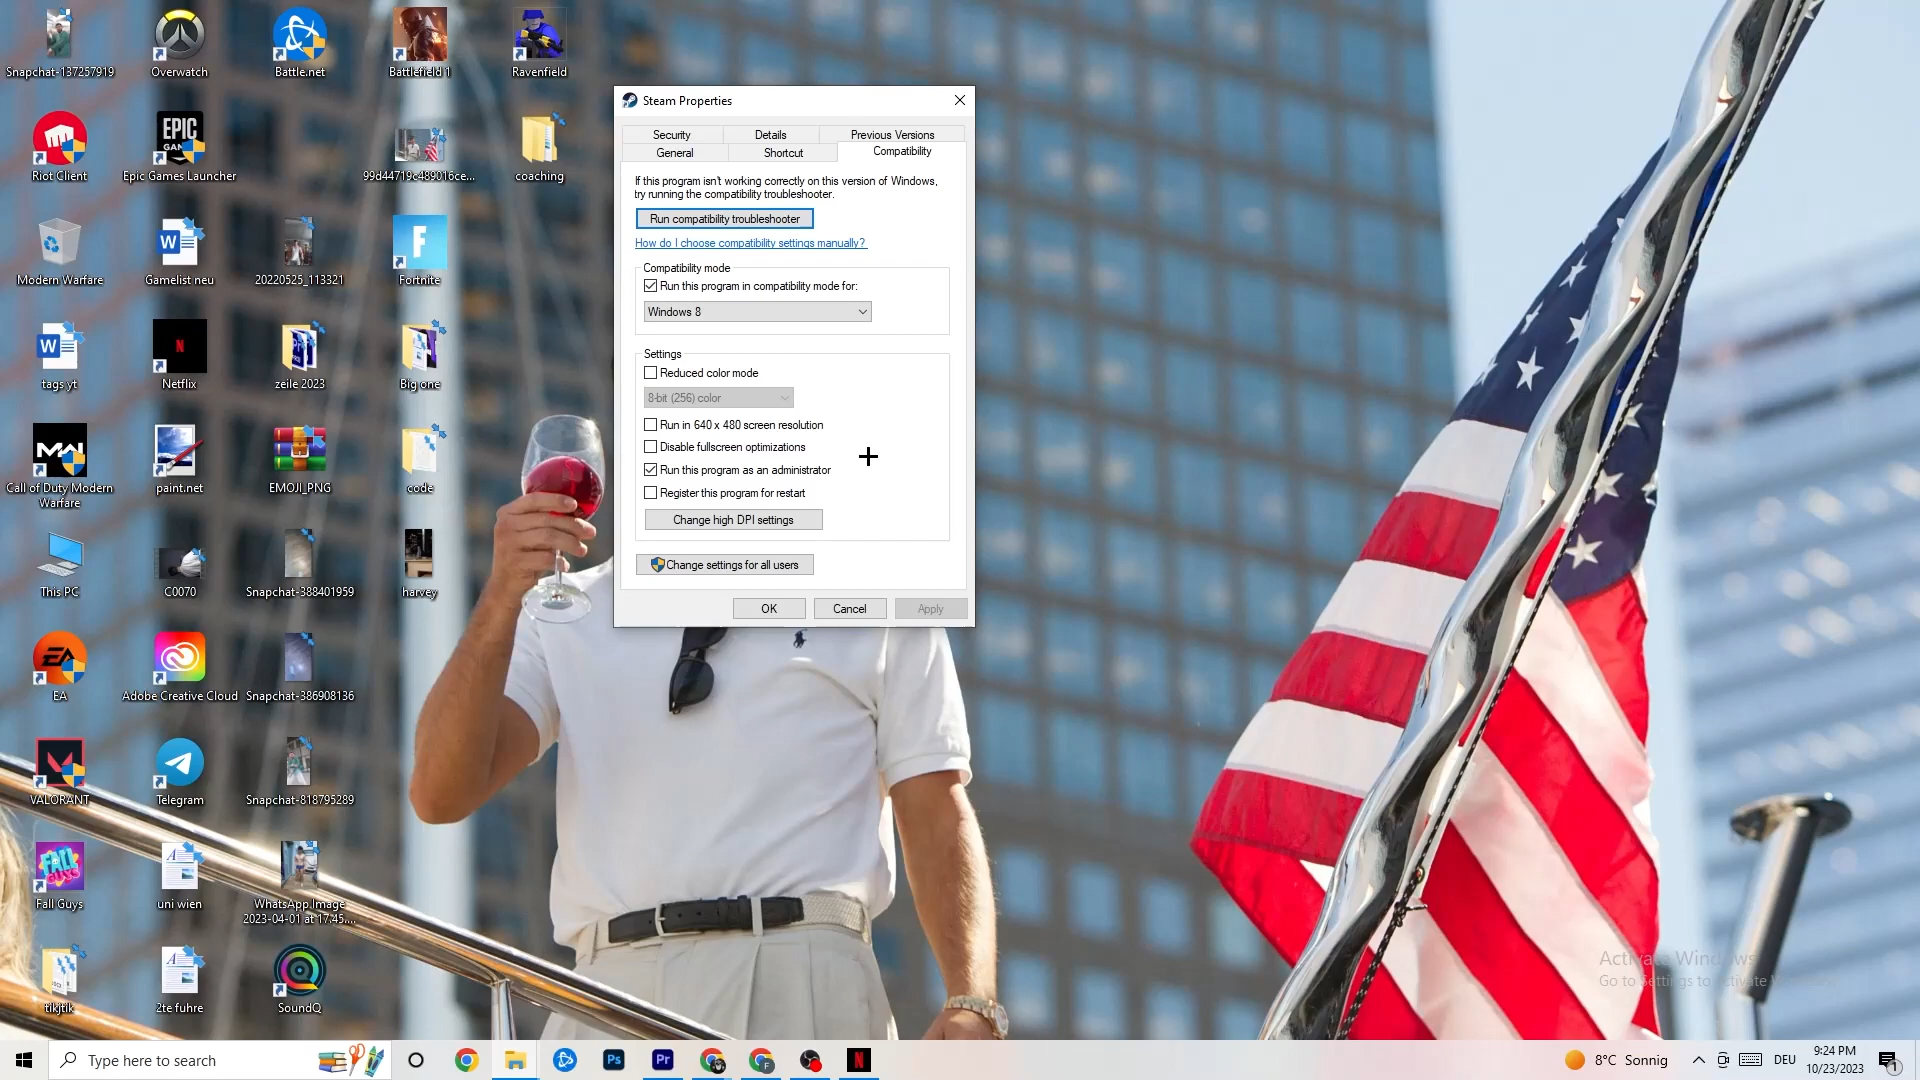 Snapchat-137257919
Overwatch
Battle.net
Battlefield 1
Ravenfield
Riot Client
EPIC
GAMES
Epic Games Launcher
99d44719c489016ce...
coaching
Modern Warfare
Gamelist neu
20220525_113321
Fortnite
tags yt
Netflix
zeile 2023
Big one
Call of Duty Modern
Warfare
paint.net
EMOJI_PNG
code
This PC
C0070
Snapchat-388401959
harvey
EA
Adobe Creative Cloud
Snapchat-386908136
VALORANT
Telegram
Snapchat-818795289
Fall Guys
uni wien
WhatsApp Image
2023-04-01 at 17.45....
tikjtik
2te fuhre
SoundQ
Steam Properties
Security
Details
Previous Versions
General
Shortcut
Compatibility
If this program isn't working correctly on this version of Windows,
try running the compatibility troubleshooter.
Run compatibility troubleshooter
How do I choose compatibility settings manually?
Compatibility mode
Run this program in compatibility mode for:
Windows 8
Settings
Reduced color mode
8-bit (256) color
Run in 640 x 480 screen resolution
Disable fullscreen optimizations
Run this program as an administrator
Register this program for restart
Change high DPI settings
Change settings for all users
OK
Cancel
Apply
Activate Windows
Go to Settings to activate
Type here to search
Ps
Pr
8°C Sonnig
DEU
9:24 PM
10/23/2023
1